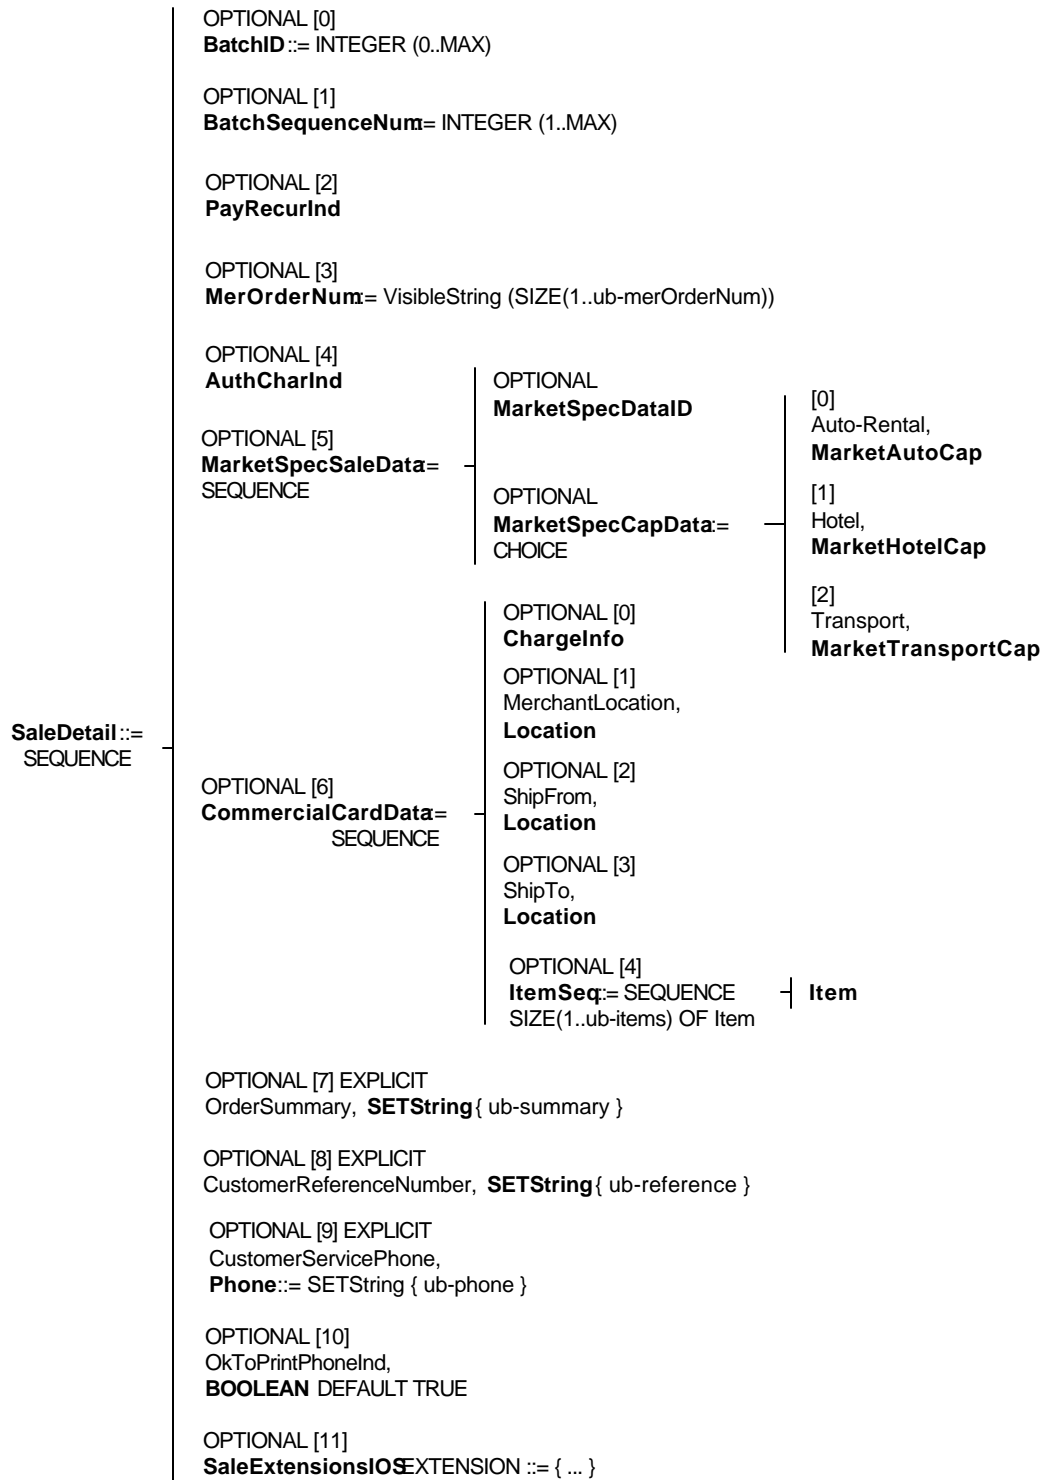 OPTIONAL [0]
BatchID ::= INTEGER (0..MAX)
OPTIONAL [1]
BatchSequenceNum::= INTEGER (1..MAX)
OPTIONAL [2]
PayRecurInd
OPTIONAL [3]
MerOrderNum::= VisibleString (SIZE(1..ub-merOrderNum))
OPTIONAL [4]
AuthCharInd
OPTIONAL [5]
MarketSpecSaleData::=
SEQUENCE
OPTIONAL
MarketSpecDataID
OPTIONAL
MarketSpecCapData::=
CHOICE
[0]
Auto-Rental,
MarketAutoCap
[1]
Hotel,
MarketHotelCap
[2]
Transport,
MarketTransportCap
SaleDetail ::=
SEQUENCE
OPTIONAL [6]
CommercialCardData::=
SEQUENCE
OPTIONAL [0]
ChargeInfo
OPTIONAL [1]
MerchantLocation,
Location
OPTIONAL [2]
ShipFrom,
Location
OPTIONAL [3]
ShipTo,
Location
OPTIONAL [4]
ItemSeq::= SEQUENCE
SIZE(1..ub-items) OF Item
Item
OPTIONAL [7] EXPLICIT
OrderSummary, SETString { ub-summary }
OPTIONAL [8] EXPLICIT
CustomerReferenceNumber, SETString { ub-reference }
OPTIONAL [9] EXPLICIT
CustomerServicePhone,
Phone::= SETString { ub-phone }
OPTIONAL [10]
OkToPrintPhoneInd,
BOOLEAN DEFAULT TRUE
OPTIONAL [11]
SaleExtensionsIOS EXTENSION ::= { ... }